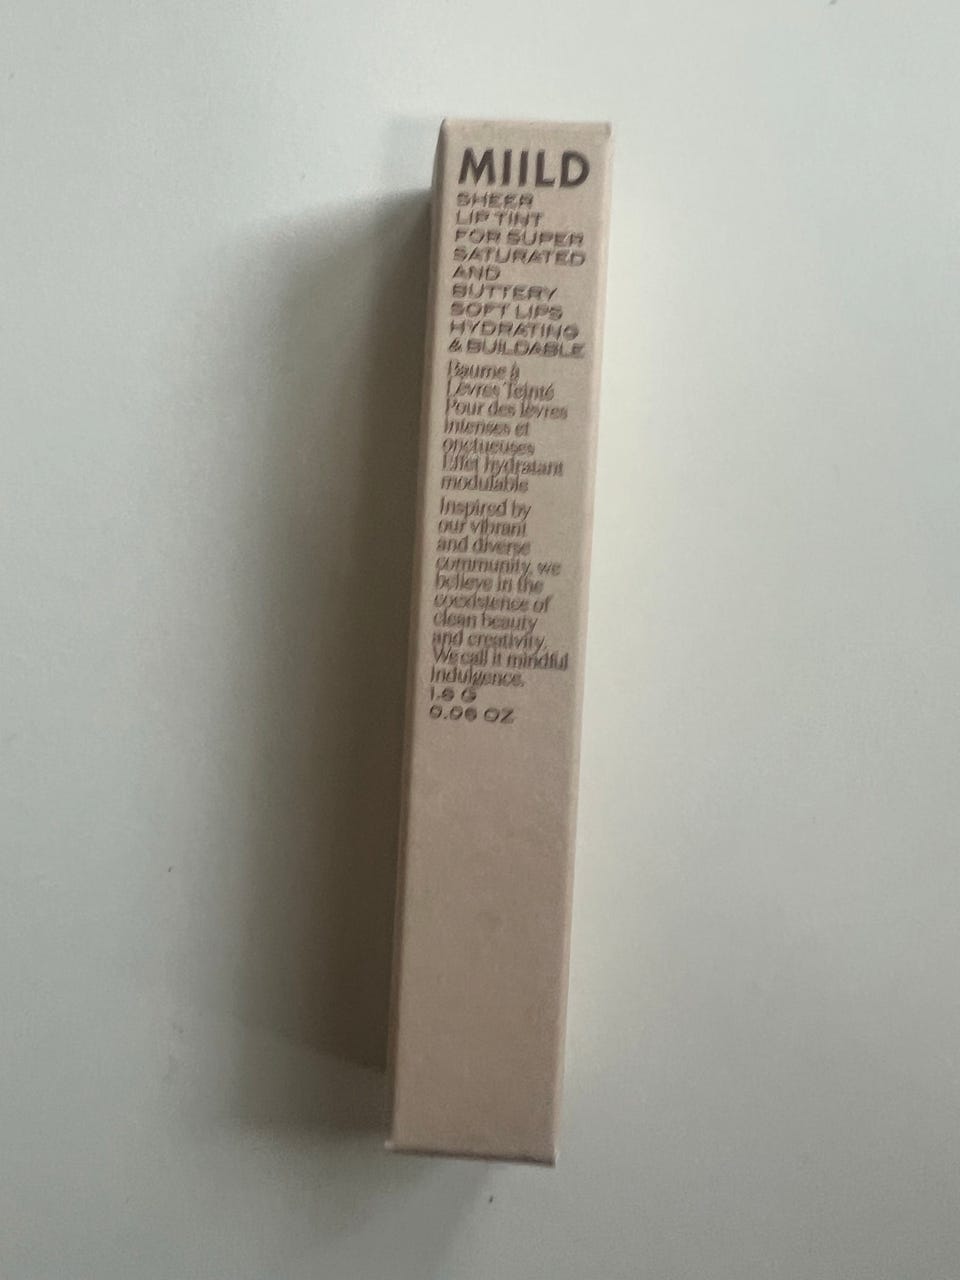 MIILD
SHEER
LIP TINT
FOR SUPER
SATURATED
AND
BUTTERY
SOFT LIPS
HYDRATING
& BUILDABLE
Baume à
Lèvres Teinté
Pour des lèvres
Intenses et
onctueuses
Effet hydratant
modulable
Inspired by
our vibrant
and diverse
community, we
believe in the
coexistence of
clean beauty
and creativity.
We call it mindful
Indulgence.
1.6 G
0.06 OZ